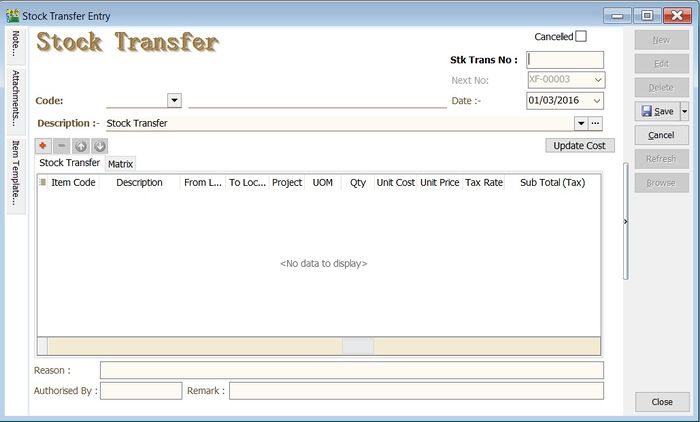 Stock Transfer Entry
Note...
Attachments...
Item Template...
Stock Transfer
Cancelled
Stk Trans No :
Next No: XF-00003
Code:
Date :- 01/03/2016
Description :- Stock Transfer
Update Cost
Stock Transfer Matrix
Item Code Description From L... To Loc... Project UOM Qty Unit Cost Unit Price Tax Rate Sub Total (Tax)
<No data to display>
Reason :
Authorised By : Remark :
New
Edit
Delete
Save
Cancel
Refresh
Browse
Close